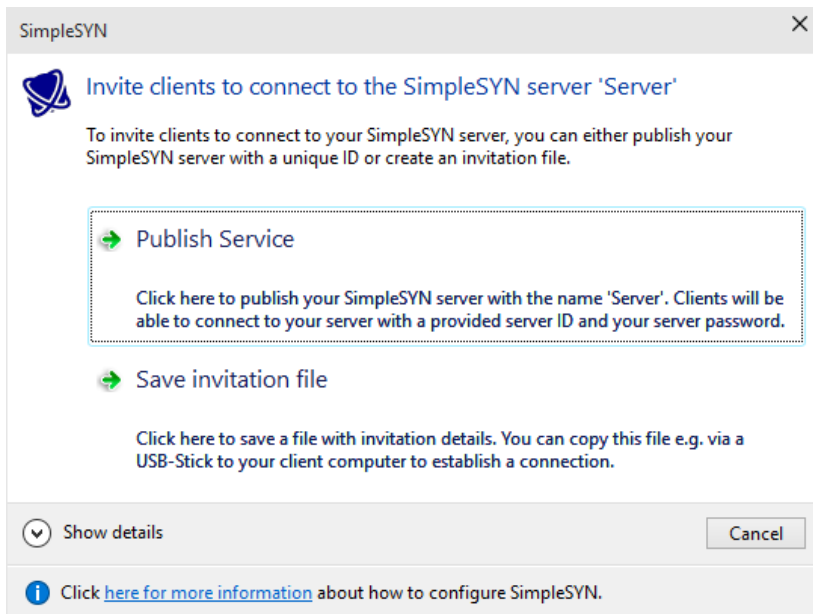 SimpleSYN
Invite clients to connect to the SimpleSYN server 'Server'
To invite clients to connect to your SimpleSYN server, you can either publish your
SimpleSYN server with a unique ID or create an invitation file.
Publish Service
Click here to publish your SimpleSYN server with the name 'Server'. Clients will be
able to connect to your server with a provided server ID and your server password.
Save invitation file
Click here to save a file with invitation details. You can copy this file e.g. via a
USB-Stick to your client computer to establish a connection.
Show details
Cancel
Click here for more information about how to configure SimpleSYN.